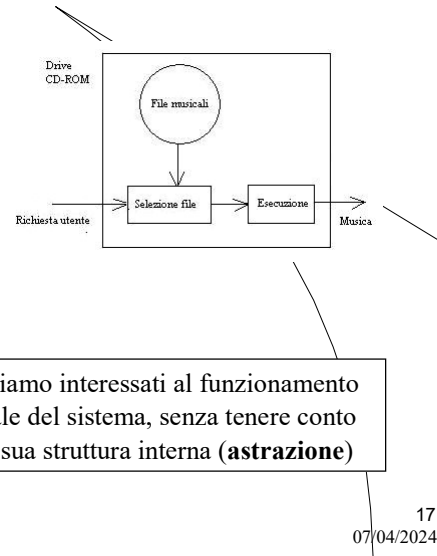 Drive
CD-ROM
File musicali
Selezione file
Esecuzione
Richiesta utente
Musica
iamo interessati al funzionamento
le del sistema, senza tenere conto
sua struttura interna (astrazione)
17
07/04/2024